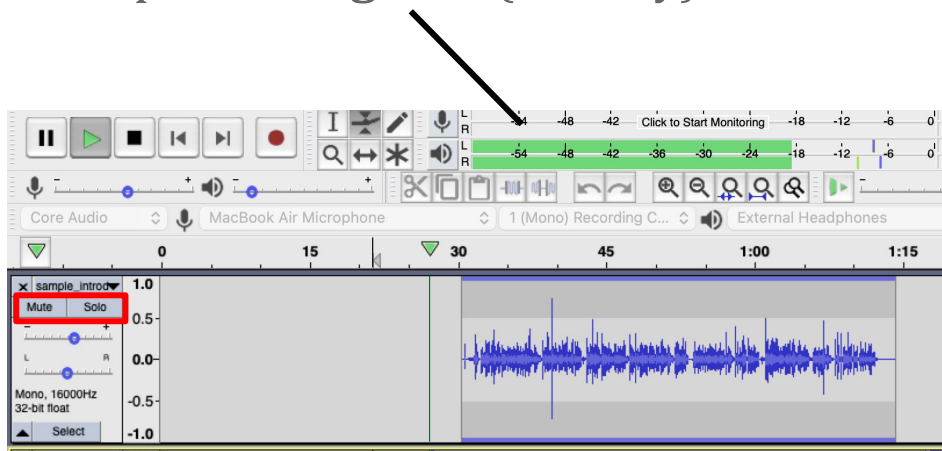 L
R
-54 -48 -42 Click to Start Monitoring -18 -12 -6 0
L
R
-54 -48 -42 -36 -30 -24 -18 -12 -6 0
- + - + -
Core Audio MacBook Air Microphone 1 (Mono) Recording C... External Headphones
0 15 30 45 1:00 1:15
x sample_introd 1.0
Mute Solo
0.5
- +
L R 0.0
Mono, 16000Hz
32-bit float
-0.5
Select -1.0